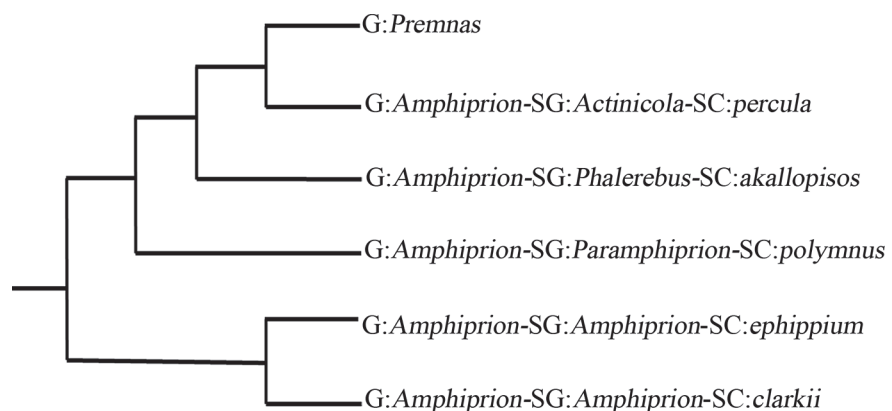 G:Premnas
G:Amphiprion-SG:Actinicola-SC:percula
G:Amphiprion-SG:Phalerebus-SC:akallopisos
G:Amphiprion-SG:Paramphiprion-SC:polymnus
G:Amphiprion-SG:Amphiprion-SC:ephippium
G:Amphiprion-SG:Amphiprion-SC:clarkii